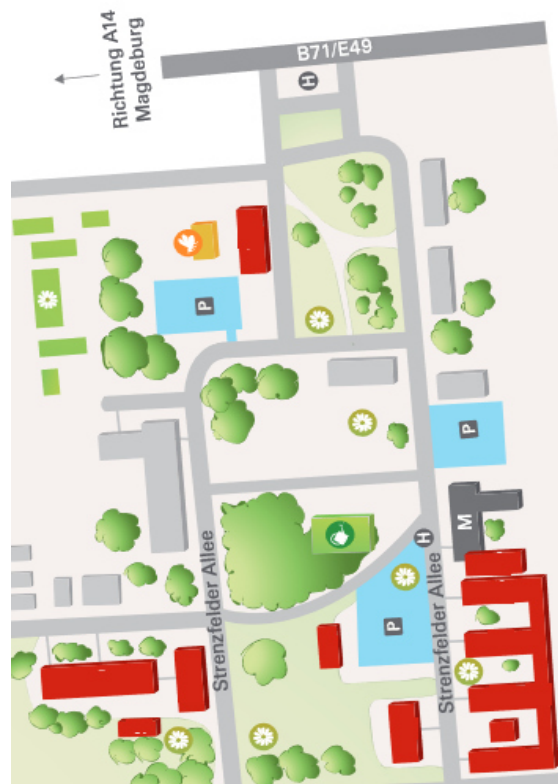 B71/E49
Richtung A14
Magdeburg
H
P
P
M
H
P
Strenzfelder Allee
Strenzfelder Allee